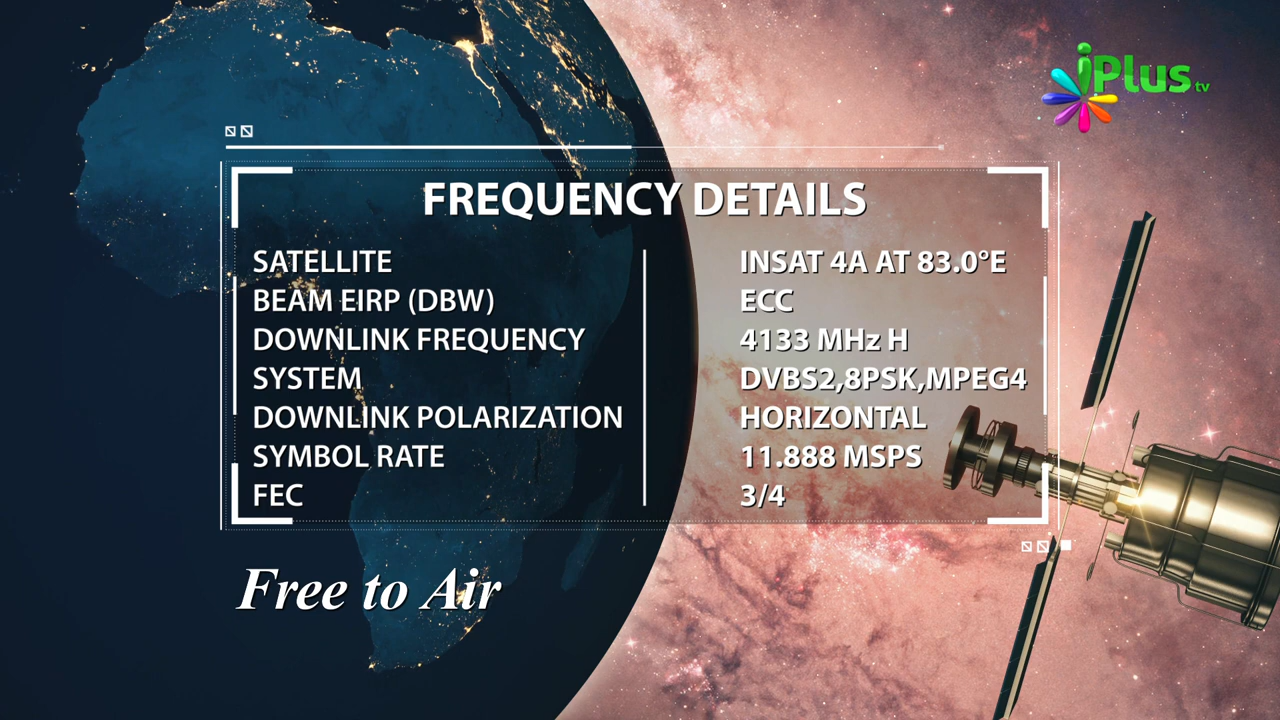 iPlus tv
FREQUENCY DETAILS
SATELLITE INSAT 4A AT 83.0°E
BEAM EIRP (DBW) ECC
DOWNLINK FREQUENCY 4133 MHz H
SYSTEM DVBS2,8PSK,MPEG4
DOWNLINK POLARIZATION HORIZONTAL
SYMBOL RATE 11.888 MSPS
FEC 3/4
Free to Air